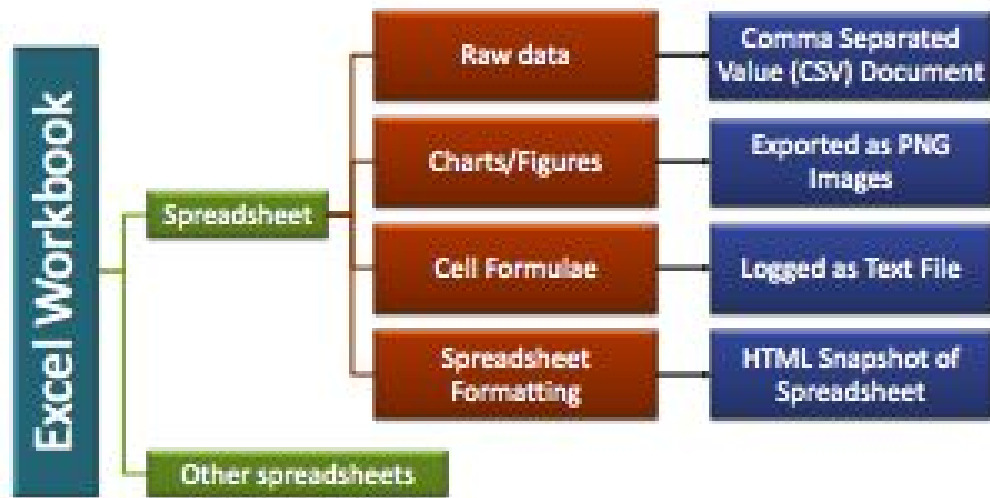 Excel Workbook
Spreadsheet
Other spreadsheets
Raw data
Comma Separated
Value (CSV) Document
Charts/Figures
Exported as PNG
Images
Cell Formulae
Logged as Text File
Spreadsheet
Formatting
HTML Snapshot of
Spreadsheet